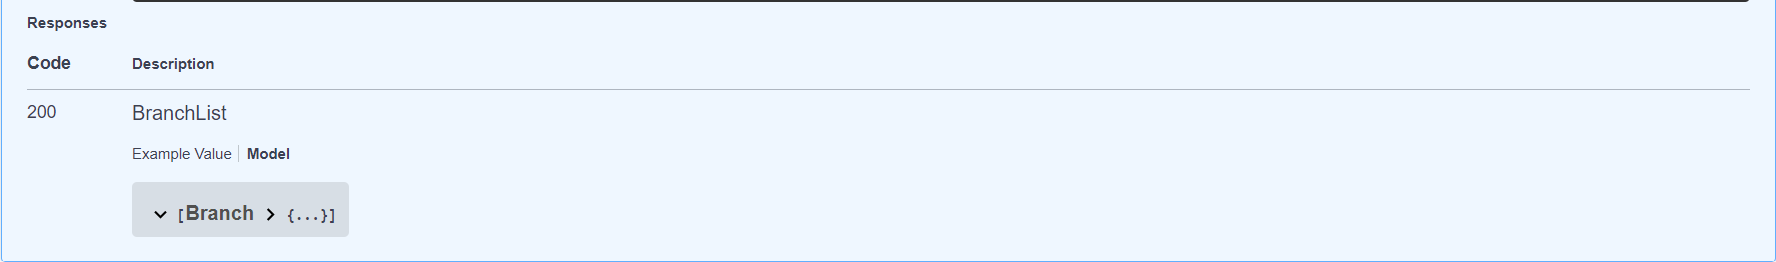 Responses
Code Description
200 BranchList
Example Value Model
[Branch {...}]